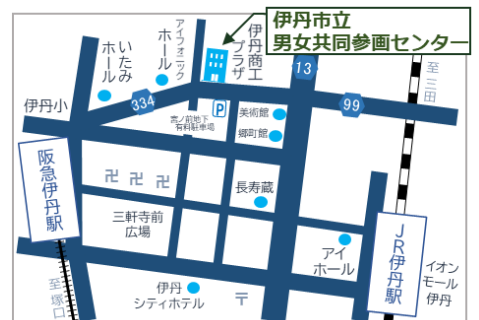 伊丹市立
男女共同参画センター
アイフォニック
ホール
伊丹商工
プラザ
いたみ
ホール
13
至三田
334
99
P
宮ノ前地下
有料駐車場
美術館
郷町館
伊丹小
阪急伊丹駅
卍 卍 卍
長寿蔵
三軒寺前
広場
JR伊丹駅
アイ
ホール
イオン
モール
伊丹
至塚口
伊丹
シティホテル
〒